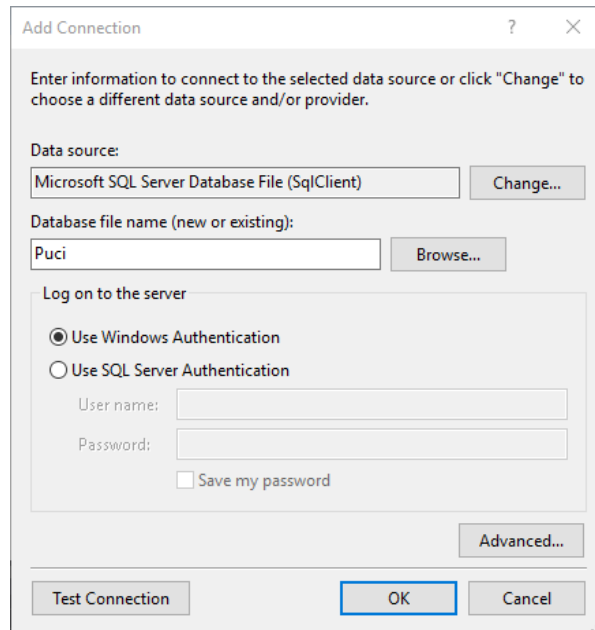 Add Connection
?
Enter information to connect to the selected data source or click "Change" to
choose a different data source and/or provider.
Data source:
Microsoft SQL Server Database File (SqlClient)
Change...
Database file name (new or existing):
Puci
Browse...
Log on to the server
Use Windows Authentication
Use SQL Server Authentication
User name:
Password:
Save my password
Advanced...
Test Connection
OK
Cancel